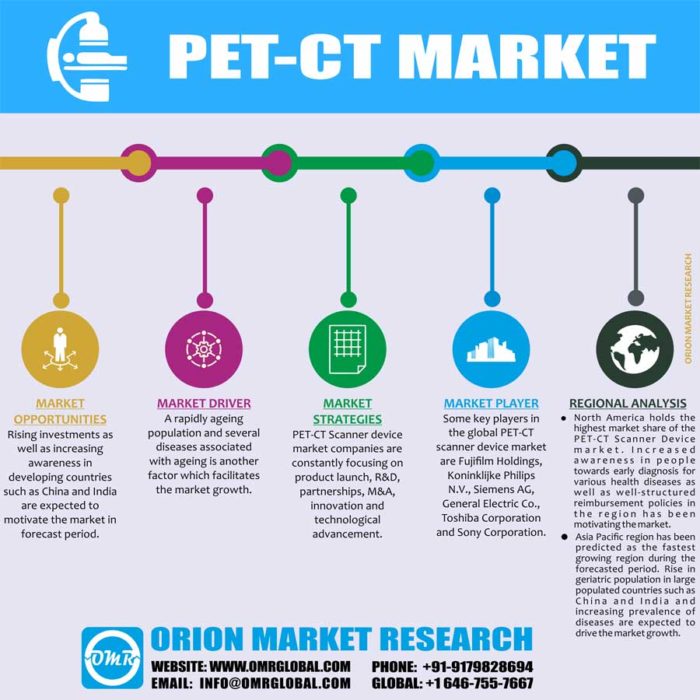 PET-CT MARKET
MARKET
OPPORTUNITIES
Rising investments as
well as increasing
awareness in
developing countries
such as China and India
are expected to
motivate the market in
forecast period.
MARKET DRIVER
A rapidly ageing
population and several
diseases associated
with ageing is another
factor which facilitates
the market growth.
MARKET
STRATEGIES
PET-CT Scanner device
market companies are
constantly focusing on
product launch, R&D,
partnerships, M&A,
innovation and
technological
advancement.
MARKET PLAYER
Some key players in
the global PET-CT
scanner device market
are Fujifilm Holdings,
Koninklijke Philips
N.V., Siemens AG,
General Electric Co.,
Toshiba Corporation
and Sony Corporation.
REGIONAL ANALYSIS
• North America holds the
highest market share of the
PET-CT Scanner Device
market. Increased
awareness in people
towards early diagnosis for
various health diseases as
well as well-structured
reimbursement policies in
the region has been
motivating the market.
• Asia Pacific region has been
predicted as the fastest
growing region during the
forecasted period. Rise in
geriatric population in large
populated countries such as
China and India and
increasing prevalence of
diseases are expected to
drive the market growth.
ORION MARKET RESEARCH
OMR
ORION MARKET RESEARCH
WEBSITE: WWW.OMRGLOBAL.COM PHONE: +91-9179828694
EMAIL: INFO@OMRGLOBAL.COM GLOBAL: +1 646-755-7667